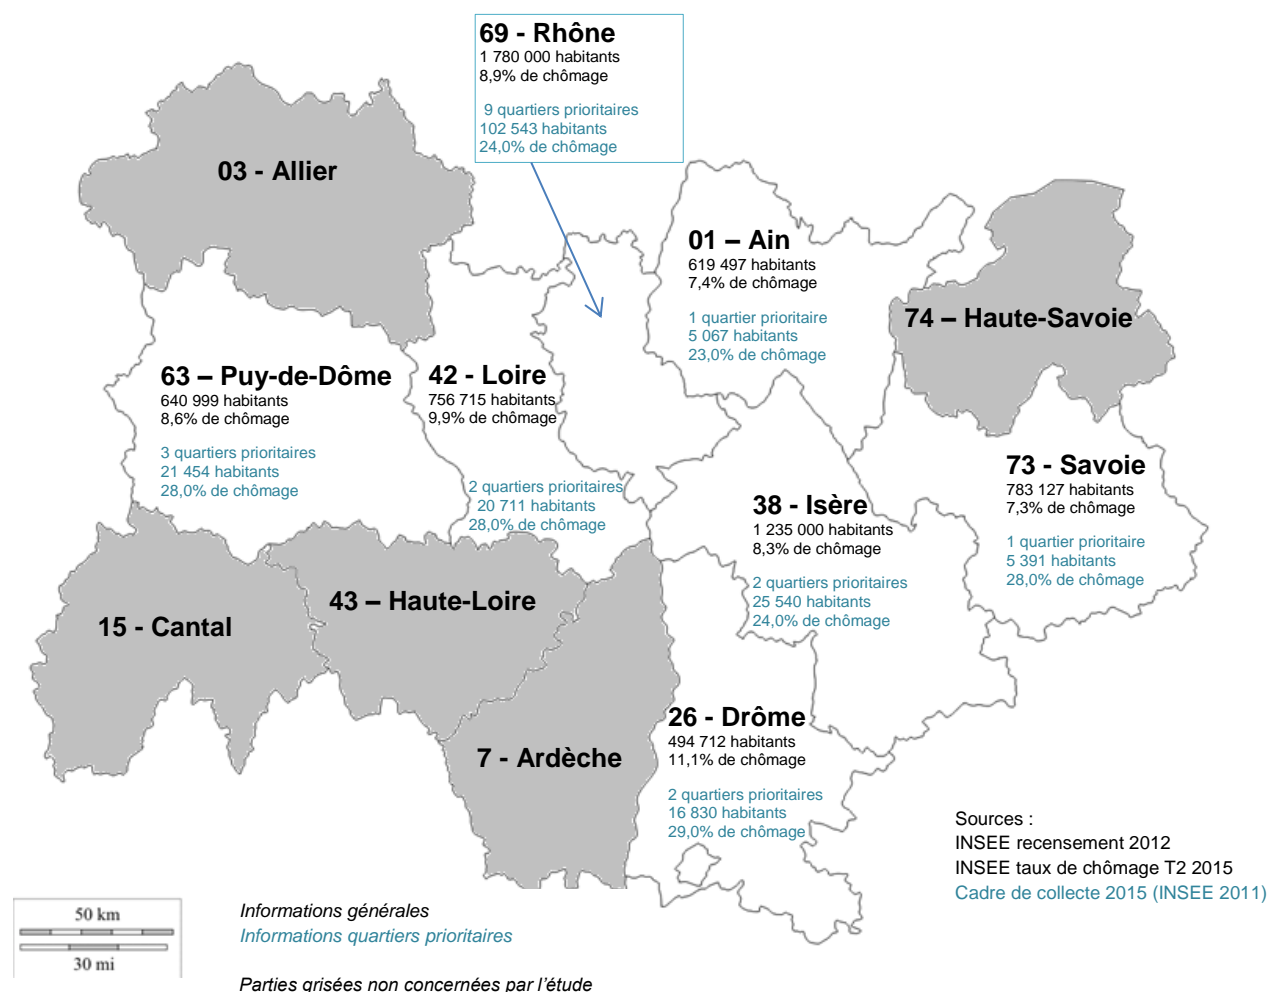 69 - Rhône
1 780 000 habitants
8,9% de chômage
9 quartiers prioritaires
102 543 habitants
24,0% de chômage
03 - Allier
01 – Ain
619 497 habitants
7,4% de chômage
1 quartier prioritaire
5 067 habitants
23,0% de chômage
74 – Haute-Savoie
63 – Puy-de-Dôme
640 999 habitants
8,6% de chômage
3 quartiers prioritaires
21 454 habitants
28,0% de chômage
42 - Loire
756 715 habitants
9,9% de chômage
2 quartiers prioritaires
20 711 habitants
28,0% de chômage
73 - Savoie
783 127 habitants
7,3% de chômage
1 quartier prioritaire
5 391 habitants
28,0% de chômage
38 - Isère
1 235 000 habitants
8,3% de chômage
2 quartiers prioritaires
25 540 habitants
24,0% de chômage
43 – Haute-Loire
15 - Cantal
26 - Drôme
494 712 habitants
11,1% de chômage
2 quartiers prioritaires
16 830 habitants
29,0% de chômage
7 - Ardèche
Sources :
INSEE recensement 2012
INSEE taux de chômage T2 2015
Cadre de collecte 2015 (INSEE 2011)
50 km
30 mi
Informations générales
Informations quartiers prioritaires
Parties grisées non concernées par l'étude